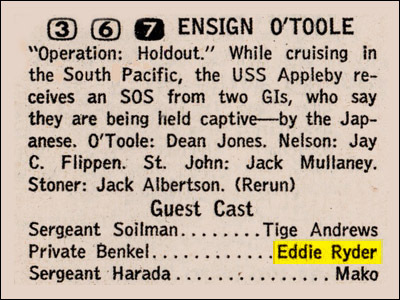 3 6 7 ENSIGN O'TOOLE
"Operation: Holdout." While cruising in
the South Pacific, the USS Appleby re-
ceives an SOS from two GIs, who say
they are being held captive—by the Jap-
anese. O'Toole: Dean Jones. Nelson: Jay
C. Flippen. St. John: Jack Mullaney.
Stoner: Jack Albertson. (Rerun)
Guest Cast
Sergeant Soilman........Tige Andrews
Private Benkel............Eddie Ryder
Sergeant Harada...............Mako